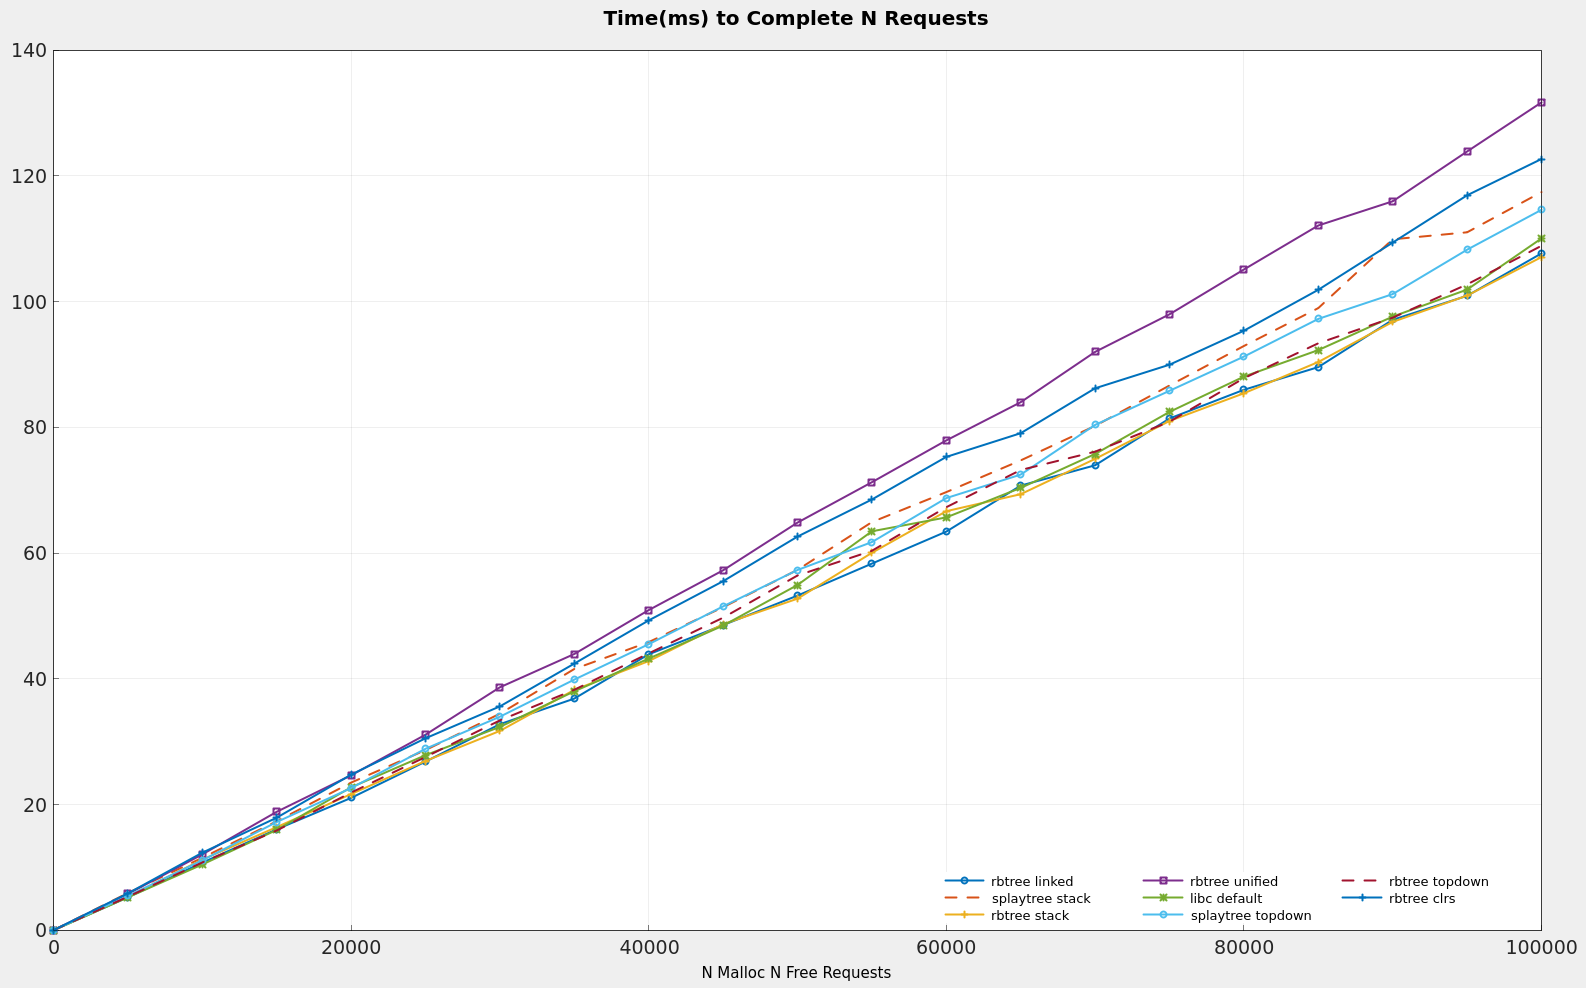 Time(ms) to Complete N Requests
140
120
100
80
60
40
20
0
rbtree linked
splaytree stack
rbtree stack
rbtree unified
libc default
splaytree topdown
rbtree topdown
rbtree clrs
0 20000 40000 60000 80000 100000
N Malloc N Free Requests